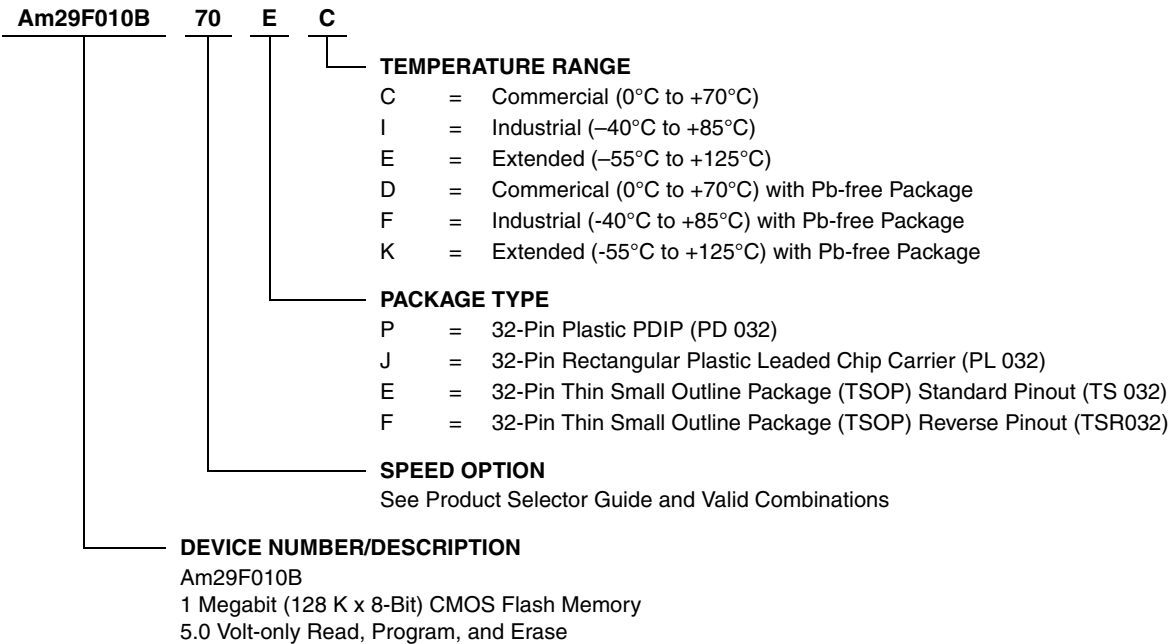 Am29F010B 70 E C
TEMPERATURE RANGE
C = Commercial (0°C to +70°C)
I = Industrial (–40°C to +85°C)
E = Extended (–55°C to +125°C)
D = Commerical (0°C to +70°C) with Pb-free Package
F = Industrial (-40°C to +85°C) with Pb-free Package
K = Extended (-55°C to +125°C) with Pb-free Package
PACKAGE TYPE
P = 32-Pin Plastic PDIP (PD 032)
J = 32-Pin Rectangular Plastic Leaded Chip Carrier (PL 032)
E = 32-Pin Thin Small Outline Package (TSOP) Standard Pinout (TS 032)
F = 32-Pin Thin Small Outline Package (TSOP) Reverse Pinout (TSR032)
SPEED OPTION
See Product Selector Guide and Valid Combinations
DEVICE NUMBER/DESCRIPTION
Am29F010B
1 Megabit (128 K x 8-Bit) CMOS Flash Memory
5.0 Volt-only Read, Program, and Erase